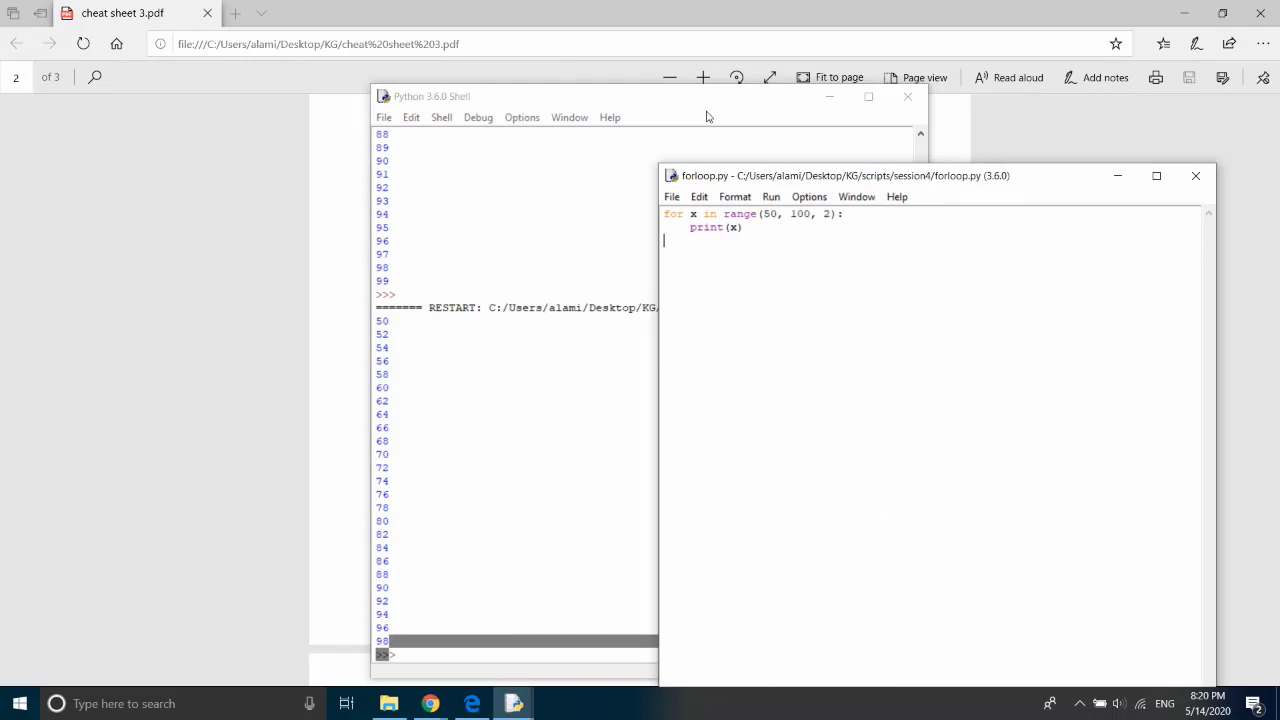 cheat sheet 3.pdf
file:///C:/Users/alami/Desktop/KG/cheat%20sheet%203.pdf
2 of 3
Fit to page
Page view
Read aloud
Add notes
Python 3.6.0 Shell
File Edit Shell Debug Options Window Help
88
89
90
91
92
93
94
95
96
97
98
99
>>>
======= RESTART: C:/Users/alami/Desktop/KG/
50
52
54
56
58
60
62
64
66
68
70
72
74
76
78
80
82
84
86
88
90
92
94
96
98
>>>
forloop.py - C:/Users/alami/Desktop/KG/scripts/session4/forloop.py (3.6.0)
File Edit Format Run Options Window Help
for x in range(50, 100, 2):
    print(x)
Type here to search
ENG
8:20 PM
5/14/2020
2